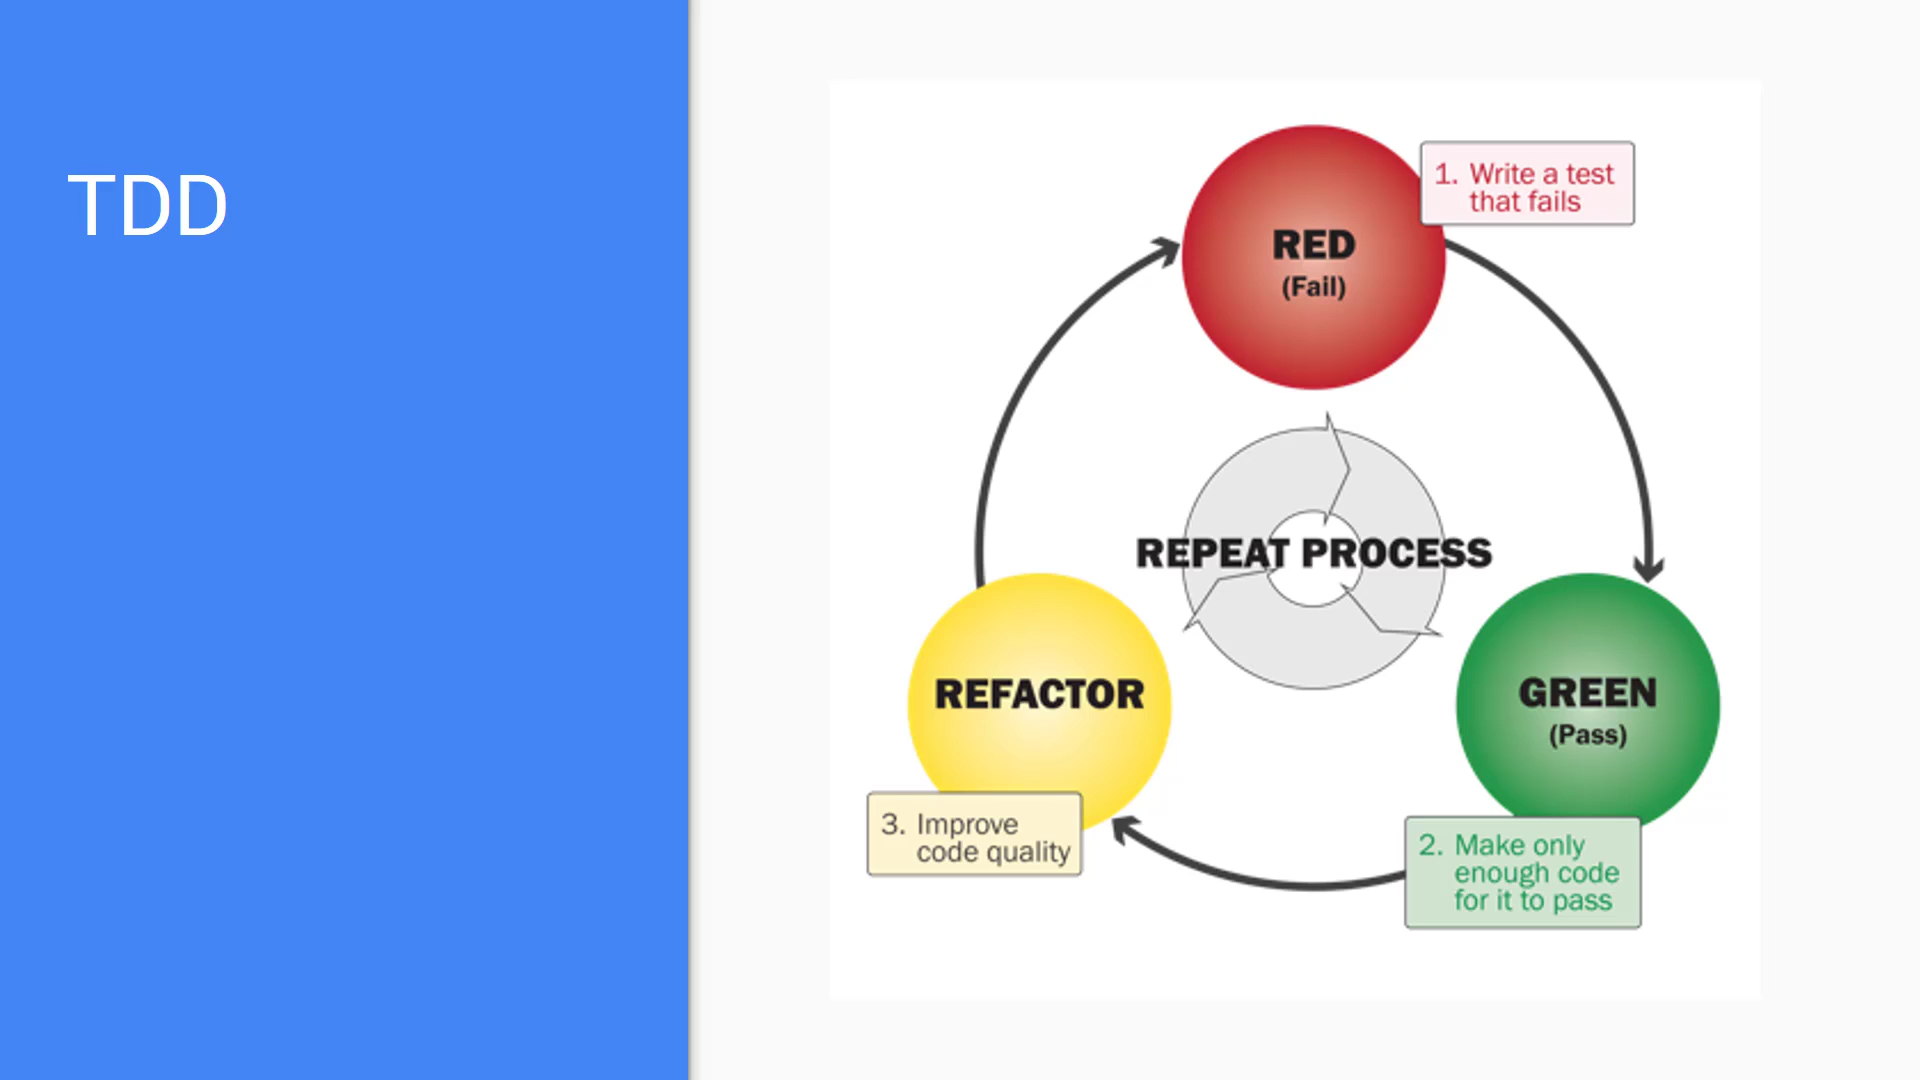 TDD
RED
(Fail)
1. Write a test
that fails
REPEAT PROCESS
GREEN
(Pass)
2. Make only
enough code
for it to pass
REFACTOR
3. Improve
code quality